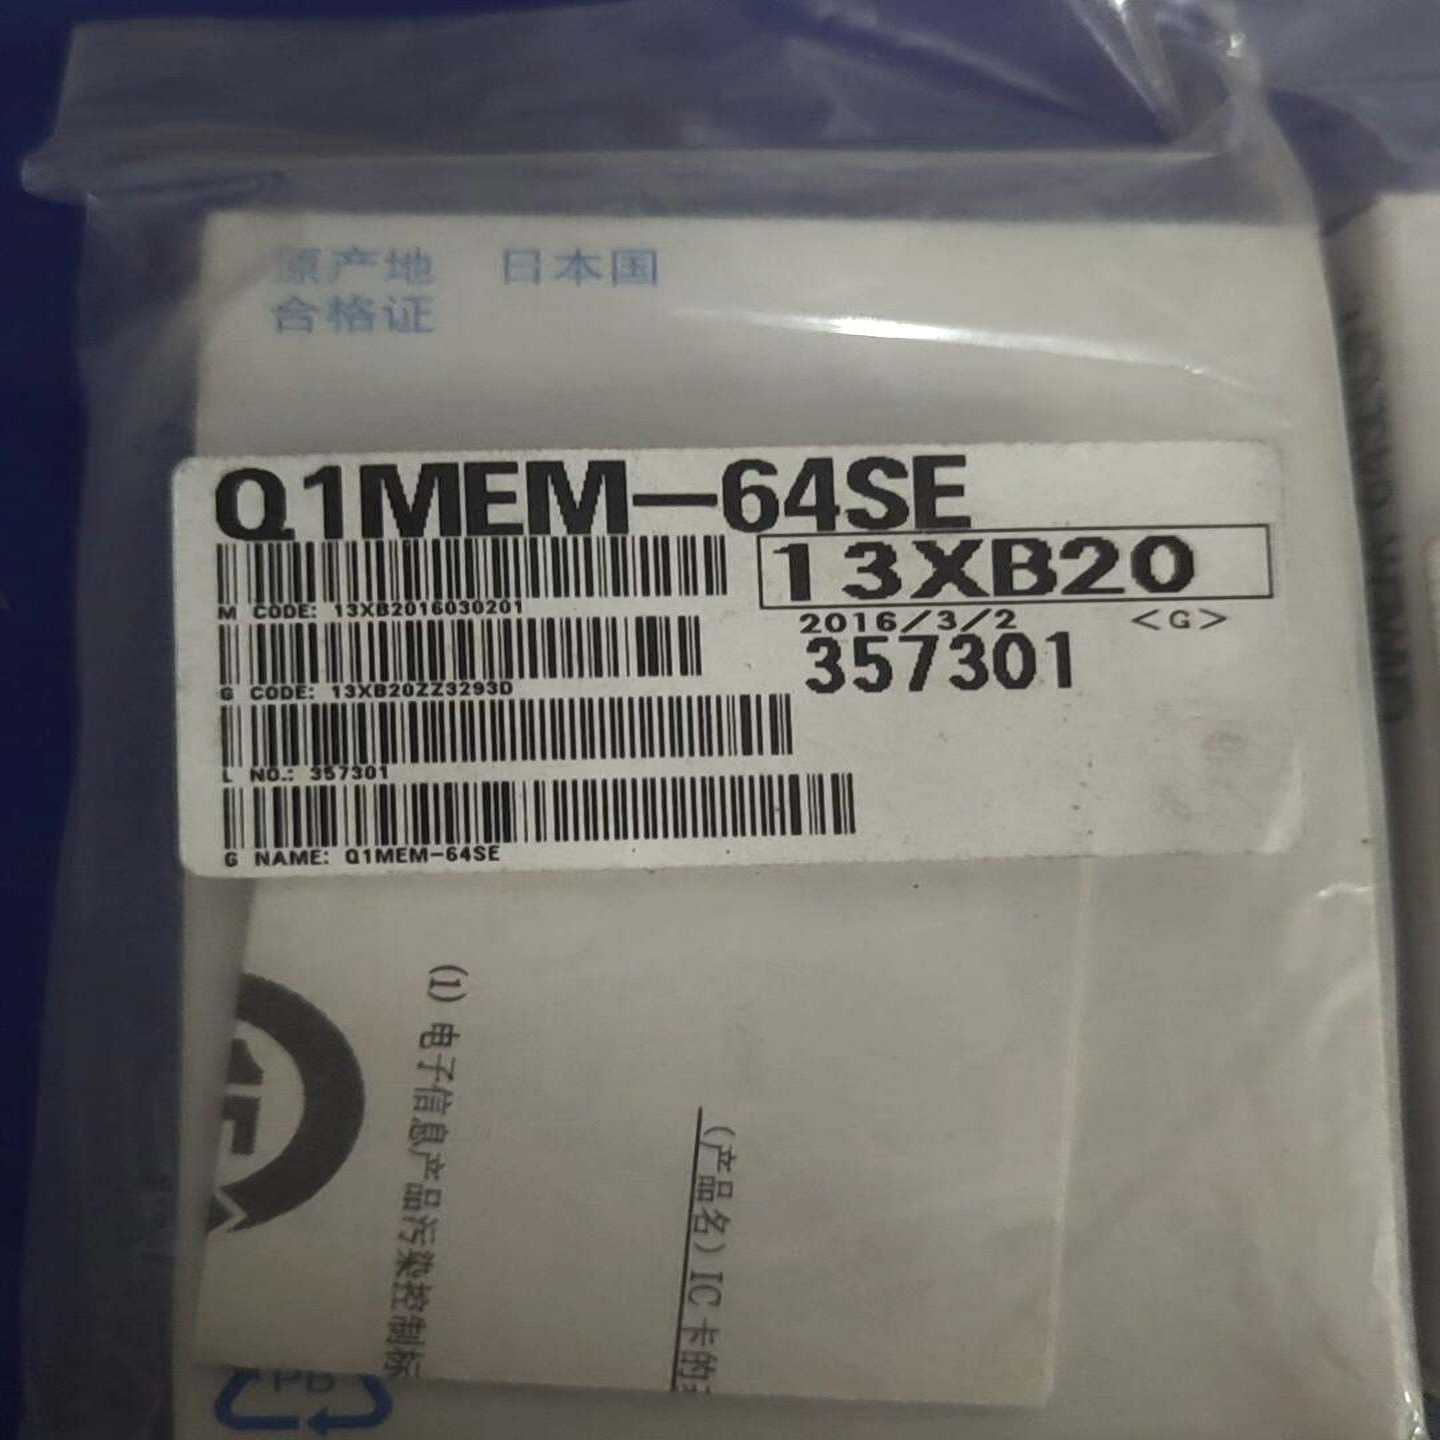 原产地 日本国
合格证
Q1MEM-64SE
13XB20
M CODE: 13XB2016030201
2016/3/2 <G>
357301
G CODE: 13XB20ZZ3293D
L NO.: 357301
G NAME: Q1MEM-64SE
(1) 电子信息产品污染控制标
(产品名) IC 卡的
PB